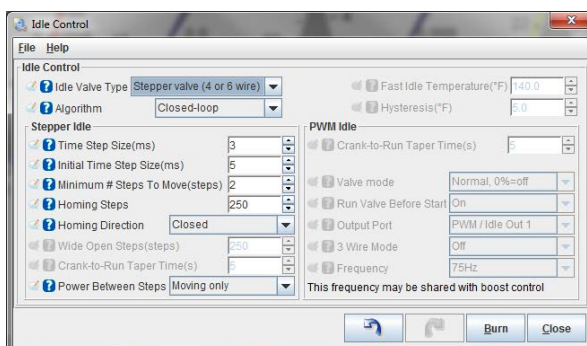 Idle Control
File Help
Idle Control
Idle Valve Type Stepper valve (4 or 6 wire)
Algorithm Closed-loop
Fast Idle Temperature(°F) 140.0
Hysteresis(°F) 5.0
Stepper Idle
Time Step Size(ms) 3
Initial Time Step Size(ms) 5
Minimum # Steps To Move(steps) 2
Homing Steps 250
Homing Direction Closed
Wide Open Steps(steps) 250
Crank-to-Run Taper Time(s) 5
Power Between Steps Moving only
PWM Idle
Crank-to-Run Taper Time(s) 5
Valve mode Normal, 0%=off
Run Valve Before Start On
Output Port PWM / Idle Out 1
3 Wire Mode Off
Frequency 75Hz
This frequency may be shared with boost control
Burn Close